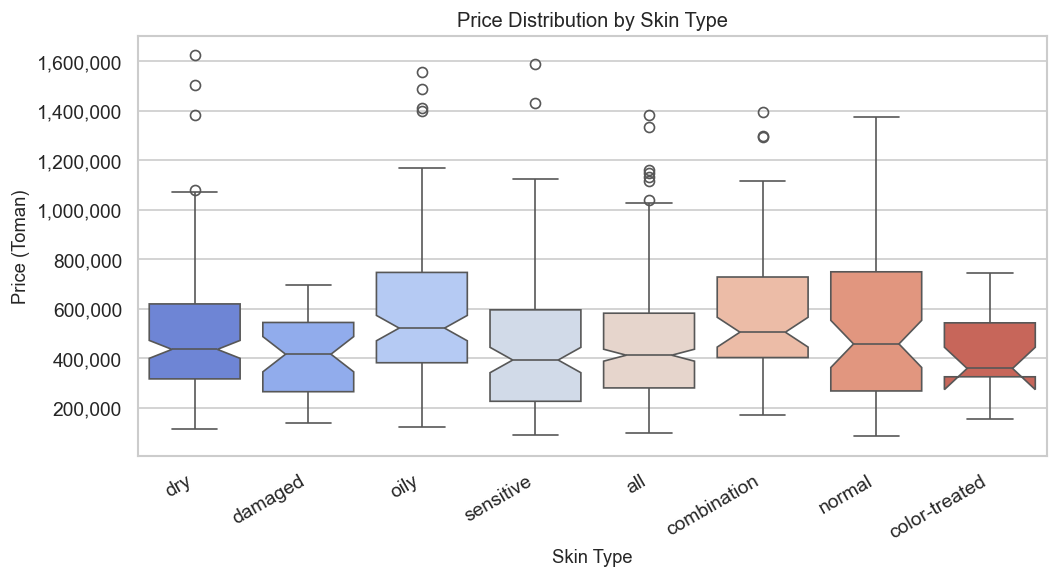 Price Distribution by Skin Type
1,600,000
1,400,000
1,200,000
1,000,000
800,000
600,000
400,000
200,000
Price (Toman)
dry
damaged
oily
sensitive
all
combination
normal
color-treated
Skin Type